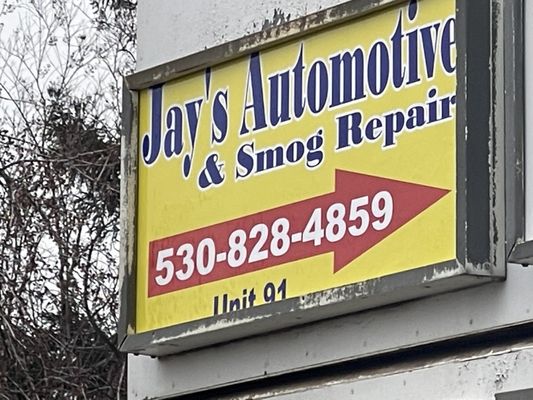 Jay's Automotive
& Smog Repair
530-828-4859
Unit 91